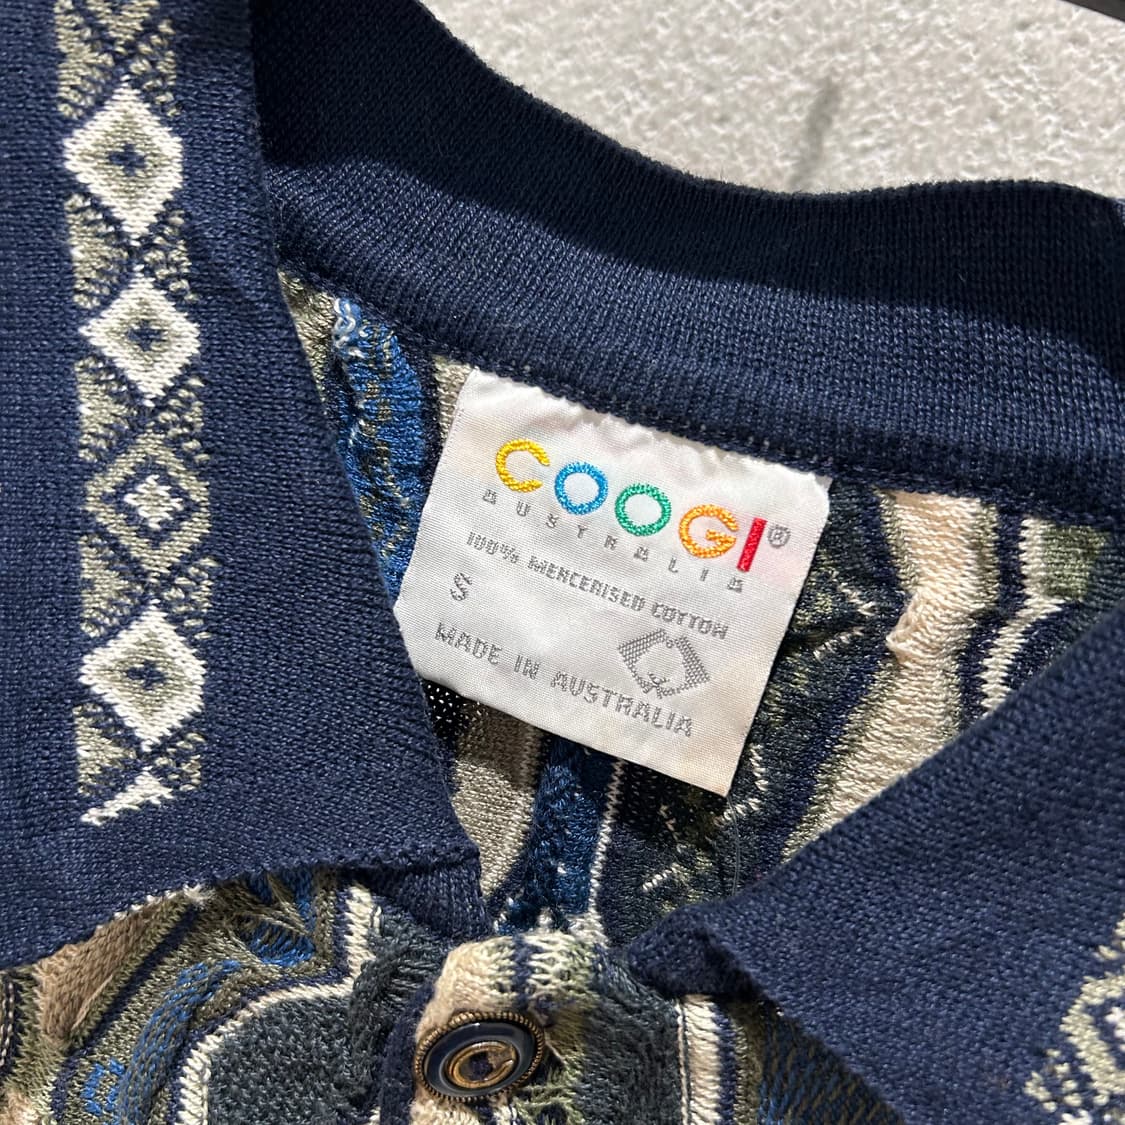 COOGI®
AUSTRALIA
100% MERCERISED COTTON
S
MADE IN AUSTRALIA